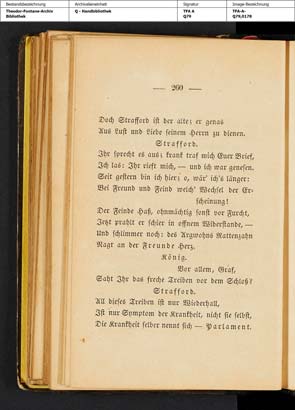 Bestandsbezeichnung
Archivalieneinheit
Signatur
Image-Bezeichnung
Theodor-Fontane-Archiv
Bibliothek
Q - Handbibliothek
TFA A
Q79
TFA-A-
Q79,0178
— 260 —
Doch Strafford ist der alte; er genas
Aus Lust und Liebe seinem Herrn zu dienen.
Strafford.
Ihr sprecht es aus; krank traf mich Euer Brief,
Ich las: Ihr rieft mich, — und ich war genesen.
Seit gestern bin ich hier; o, wär' ich's länger:
Bei Freund und Feind welch' Wechsel der Er-
scheinung!
Der Feinde Haß, ohnmächtig sonst vor Furcht,
Jetzt prahlt er schier in offnem Widerstande, —
Und schlimmer noch: des Argwohns Rattenzahn
Nagt an der Freunde Herz.
König.
Vor allem, Graf,
Saht Ihr das freche Treiben vor dem Schloß?
Strafford.
All dieses Treiben ist nur Wiederhall,
Ist nur Symptom der Krankheit, nicht sie selbst,
Die Krankheit selber nennt sich — Parlament.